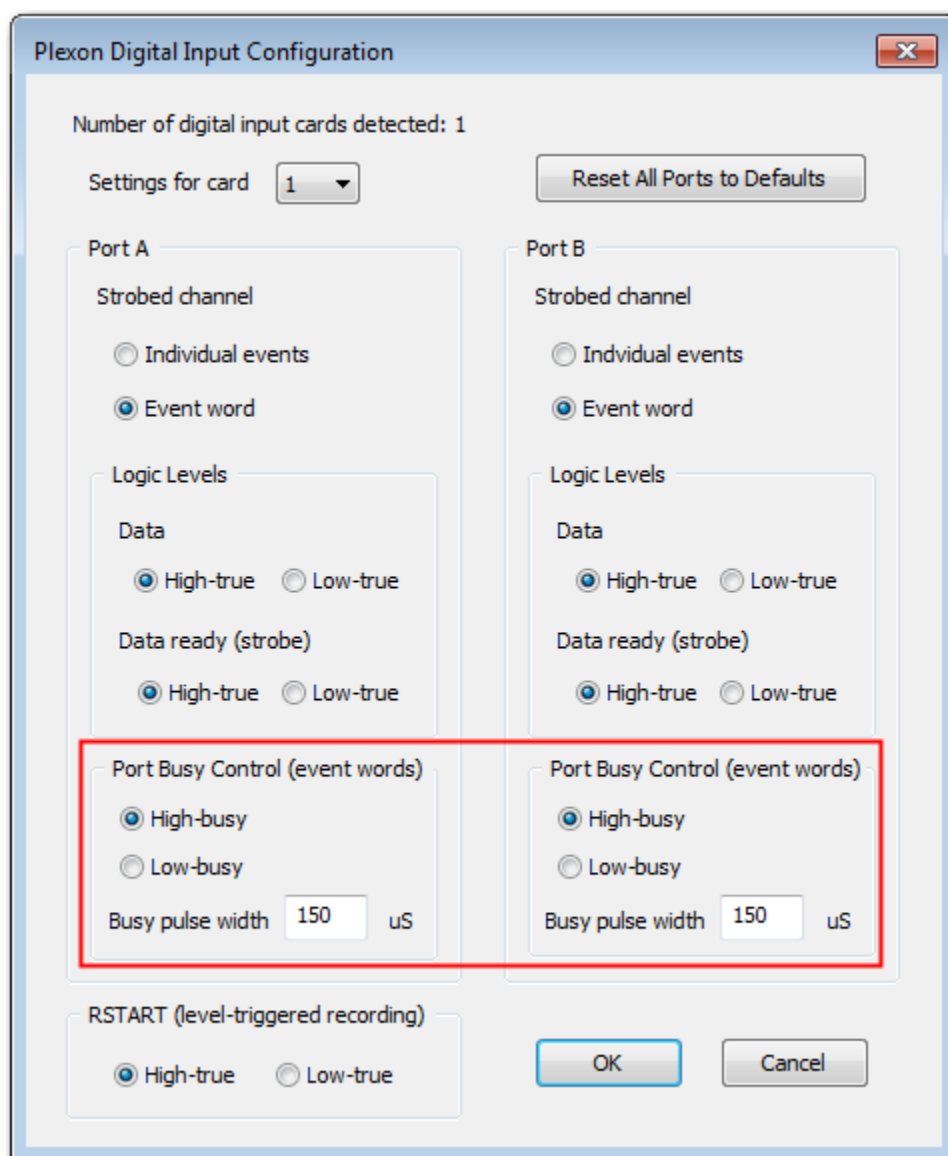 Plexon Digital Input Configuration
Number of digital input cards detected: 1
Settings for card 1
Reset All Ports to Defaults
Port A
Strobed channel
Individual events
Event word
Logic Levels
Data
High-true Low-true
Data ready (strobe)
High-true Low-true
Port Busy Control (event words)
High-busy
Low-busy
Busy pulse width 150 uS
Port B
Strobed channel
Indvidual events
Event word
Logic Levels
Data
High-true Low-true
Data ready (strobe)
High-true Low-true
Port Busy Control (event words)
High-busy
Low-busy
Busy pulse width 150 uS
RSTART (level-triggered recording)
High-true Low-true
OK
Cancel